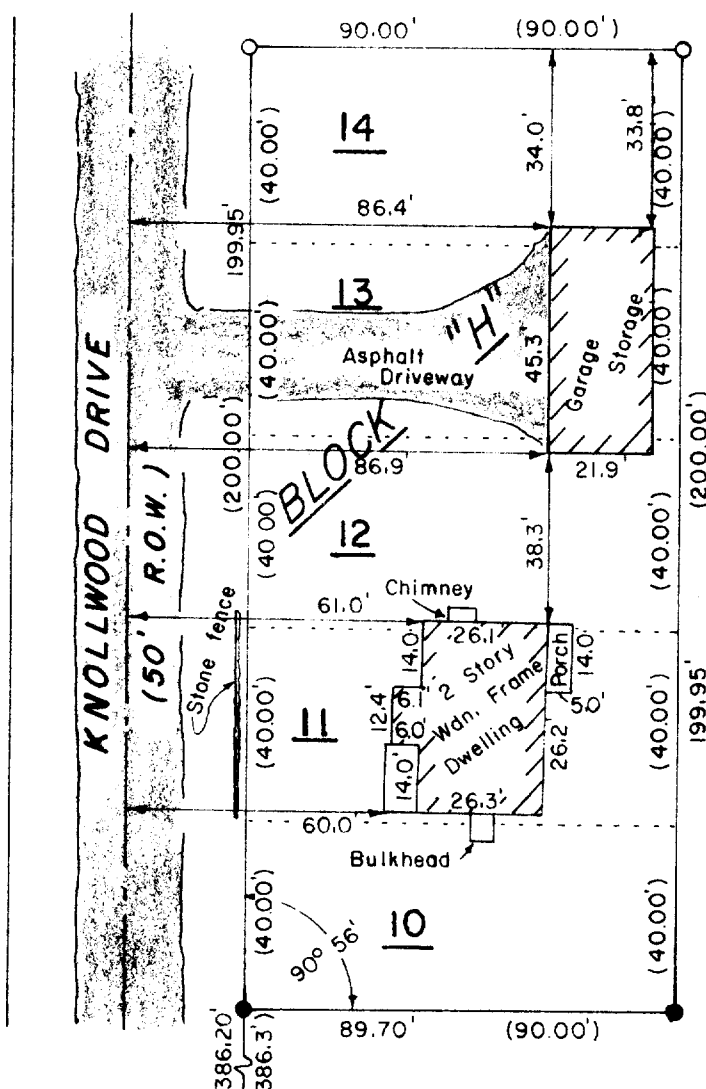 90.00' (90.00')
14
(40.00')
34.0'
33.8'
(40.00')
86.4'
199.95'
13
"H"
Asphalt
Driveway
(40.00')
45.3'
Garage
Storage
(40.00')
KNOLLWOOD DRIVE
(50' R.O.W.)
(200.00')
BLOCK
86.9'
21.9'
(200.00')
(40.00')
12
38.3'
(40.00')
Chimney
61.0'
Stone fence
26.1'
14.0'
2 Story
Wdn. Frame
Dwelling
Porch
14.0'
5.0'
12.4'
6.1'
6.0'
11
(40.00')
14.0'
26.2'
26.3'
(40.00')
199.95'
60.0'
Bulkhead
(40.00')
10
90° 56'
(40.00')
89.70' (90.00')
386.20'
386.3'